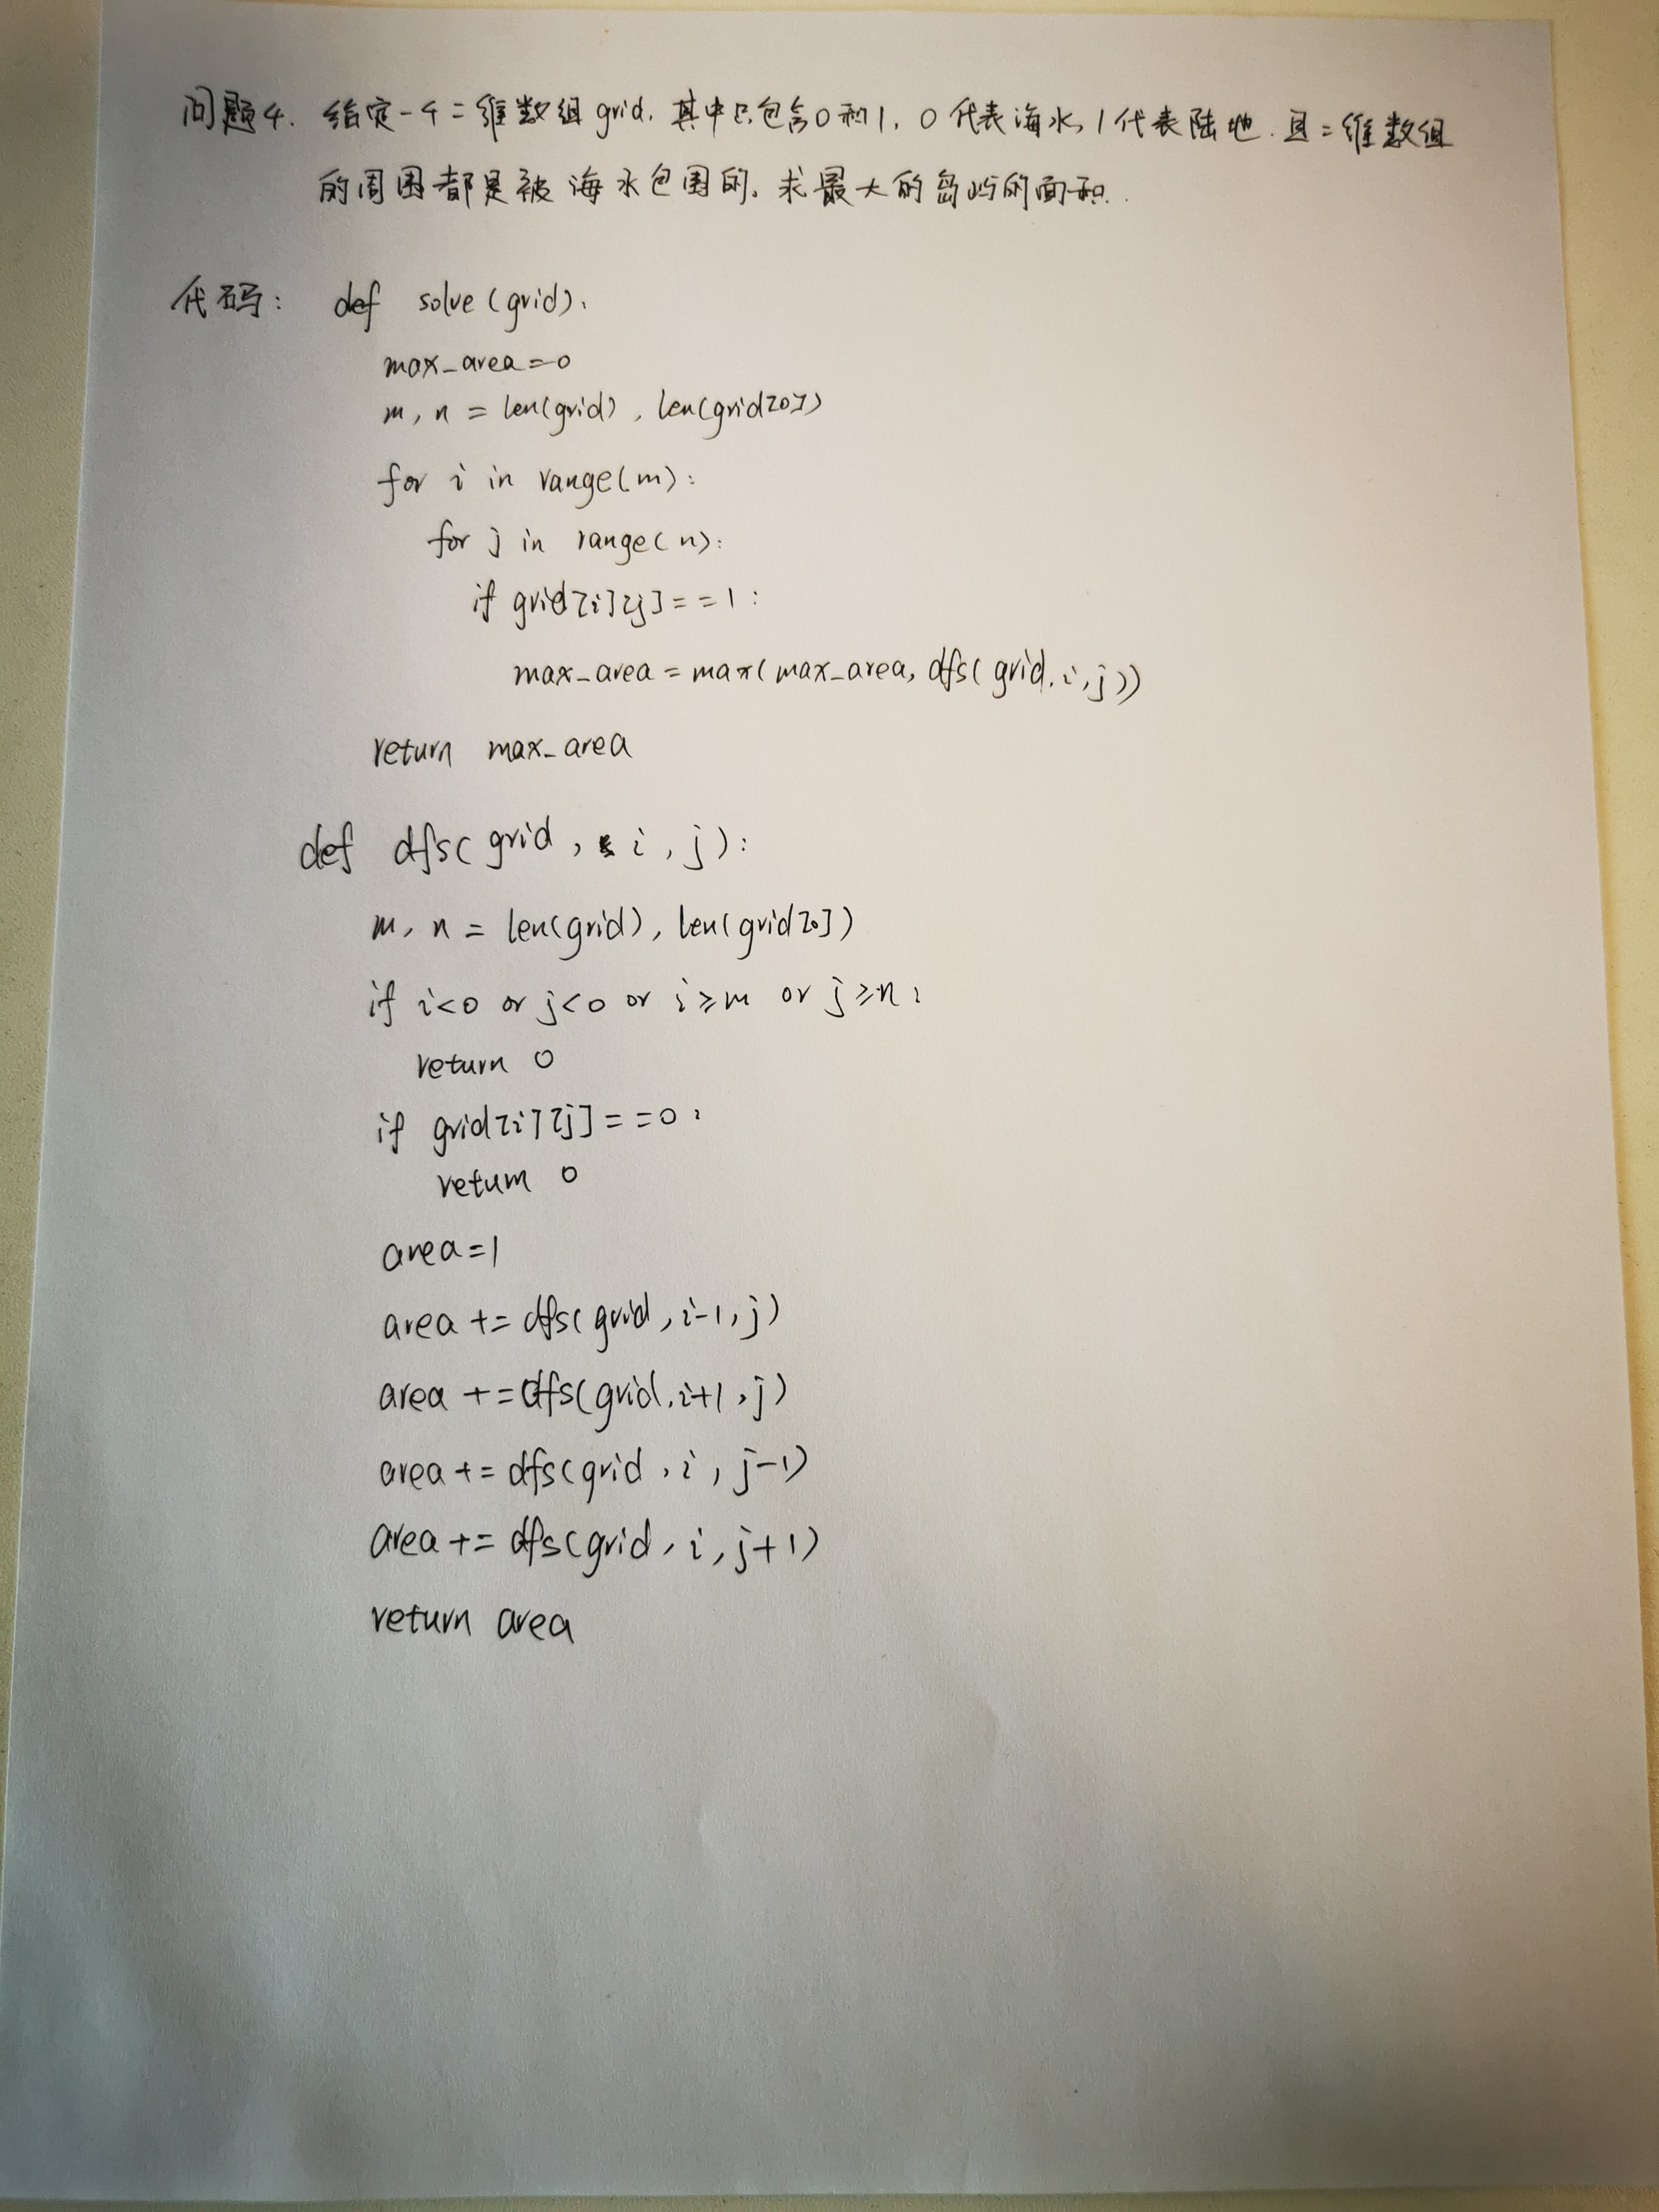 问题4. 给定一个二维数组grid, 其中只包含0和1, 0代表海水, 1代表陆地. 且二维数组
的周围都是被海水包围的, 求最大的岛屿的面积.
代码: def solve(grid):
max_area=0
m, n = len(grid), len(grid[0])
for i in range(m):
for j in range(n):
if grid[i][j]==1:
max_area = max(max_area, dfs(grid, i, j))
return max_area
def dfs(grid, i, j):
m, n = len(grid), len(grid[0])
if i<0 or j<0 or i≥m or j≥n:
return 0
if grid[i][j]==0:
return 0
area=1
area += dfs(grid, i-1, j)
area += dfs(grid, i+1, j)
area += dfs(grid, i, j-1)
area += dfs(grid, i, j+1)
return area